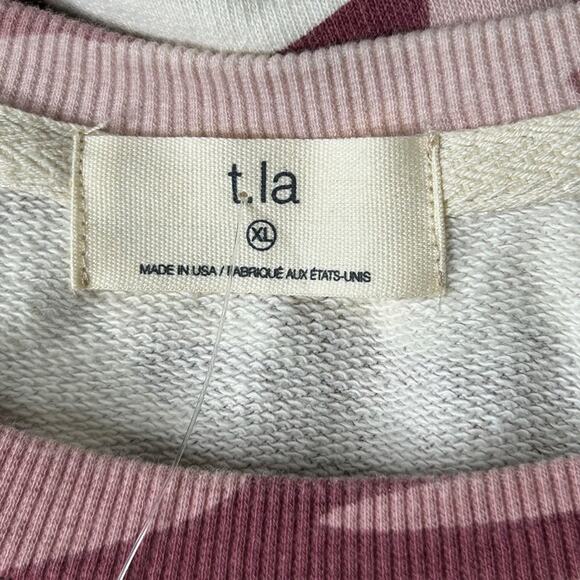 t.la
XL
MADE IN USA / FABRIQUÉ AUX ÉTATS-UNIS